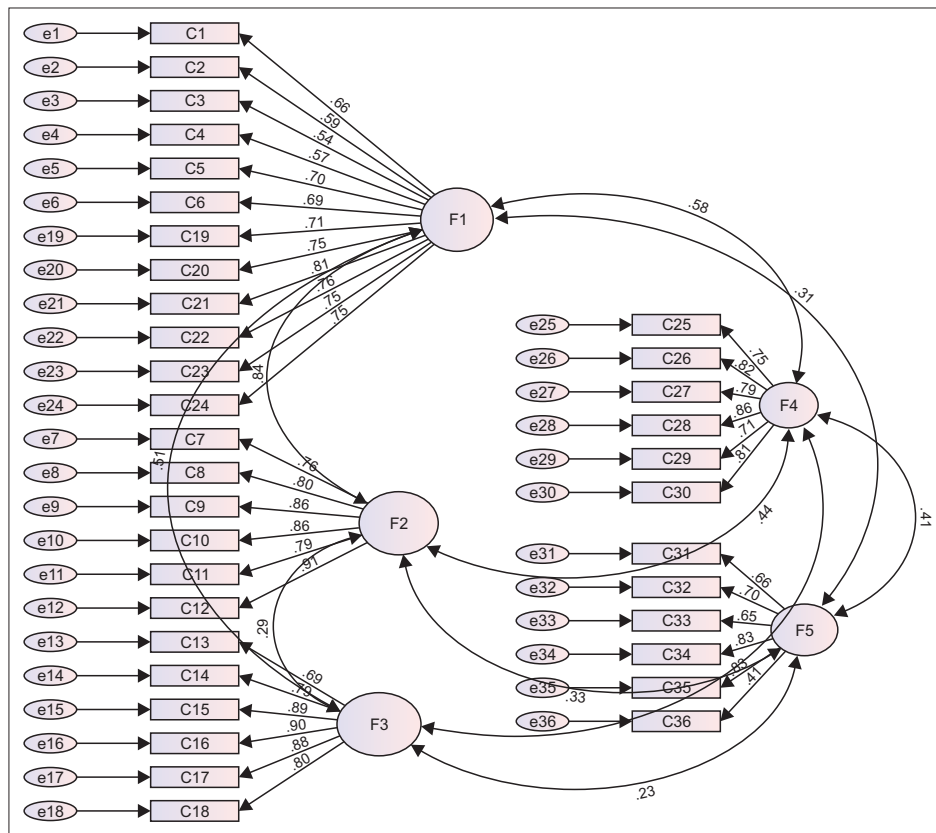 e1 C1
e2 C2
e3 C3
e4 C4
e5 C5
e6 C6
e19 C19
e20 C20
e21 C21
e22 C22
e23 C23
e24 C24
e7 C7
e8 C8
e9 C9
e10 C10
e11 C11
e12 C12
e13 C13
e14 C14
e15 C15
e16 C16
e17 C17
e18 C18
.66
.59
.54
.57
.70
.69
.71
.75
.81
.76
.75
.75
F1
.84
.51
.76
.80
.86
.86
.79
.91
F2
.29
.69
.79
.89
.90
.88
.80
F3
.58
.31
e25 C25
e26 C26
e27 C27
e28 C28
e29 C29
e30 C30
.75
.82
.79
.86
.71
.81
F4
.44
.41
e31 C31
e32 C32
e33 C33
e34 C34
e35 C35
e36 C36
.66
.70
.65
.83
.83
.41
F5
.33
.23